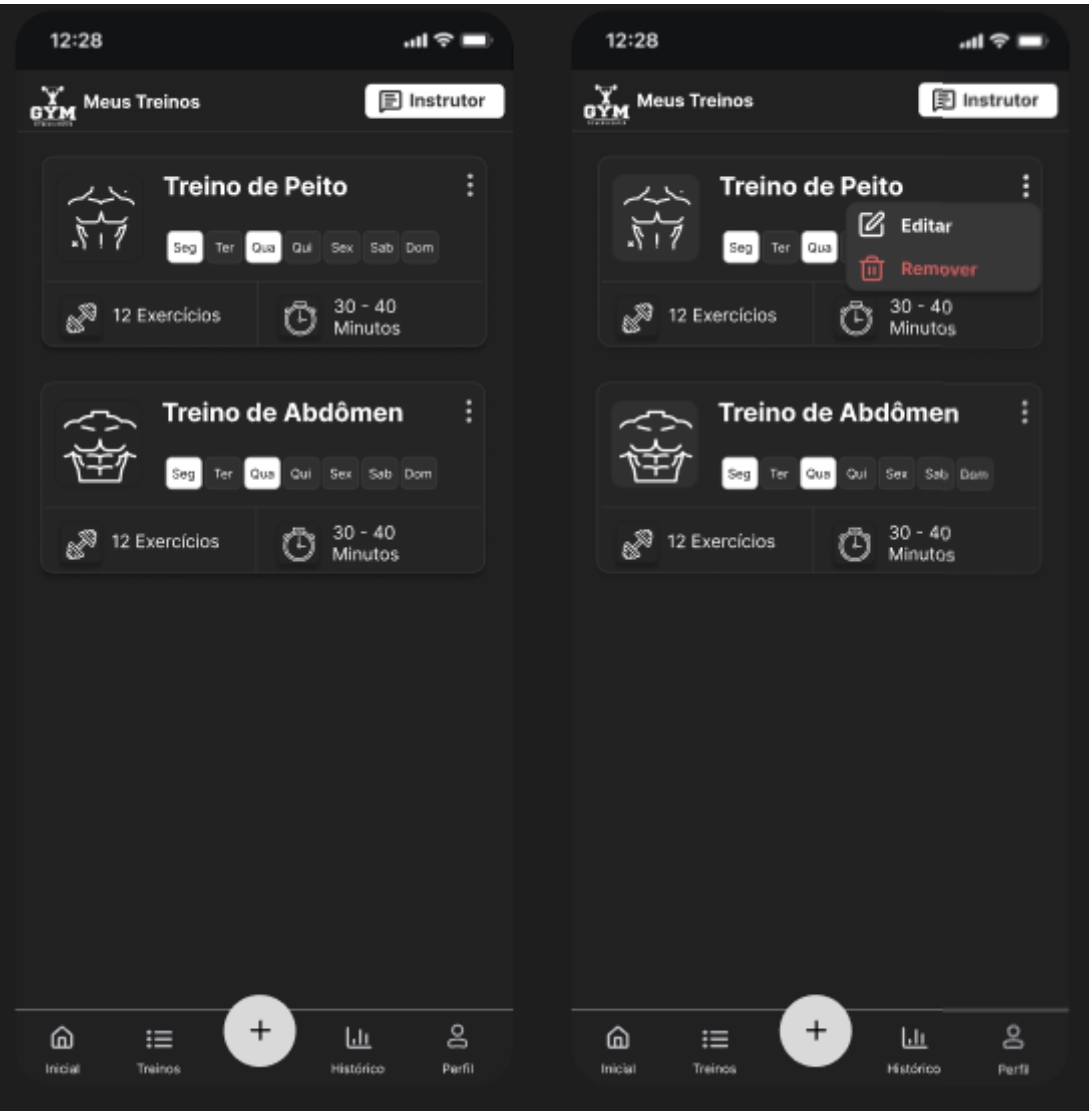 12:28
GYM
Meus Treinos
Instrutor
Treino de Peito
Seg Ter Qua Qui Sex Sab Dom
12 Exercícios
30 - 40
Minutos
Treino de Abdômen
Seg Ter Qua Qui Sex Sab Dom
12 Exercícios
30 - 40
Minutos
+
Inicial Treinos Histórico Perfil
12:28
GYM
Meus Treinos
Instrutor
Treino de Peito
Editar
Seg Ter Qua
Remover
12 Exercícios
30 - 40
Minutos
Treino de Abdômen
Seg Ter Qua Qui Sex Sab Dom
12 Exercícios
30 - 40
Minutos
+
Inicial Treinos Histórico Perfil